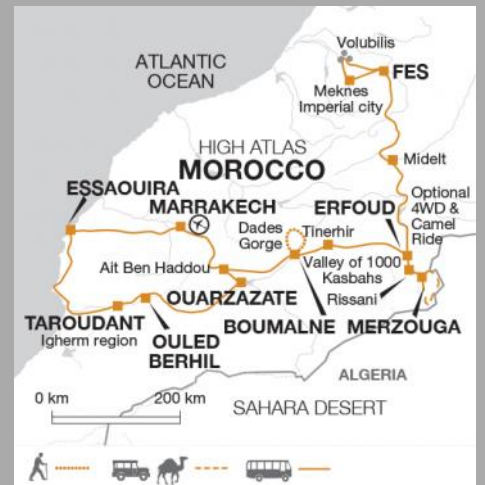 Volubilis
ATLANTIC
OCEAN
FES
Meknes
Imperial city
HIGH ATLAS
MOROCCO
Midelt
ESSAOUIRA
MARRAKECH
Optional
4WD &
Camel
Ride
ERFOUD
Dades
Gorge
Tinerhir
Ait Ben Haddou
Valley of 1000
Kasbahs
OUARZAZATE
Rissani
TAROUDANT
Igherm region
OULED
BERHIL
BOUMALNE
MERZOUGA
ALGERIA
0 km
200 km
SAHARA DESERT